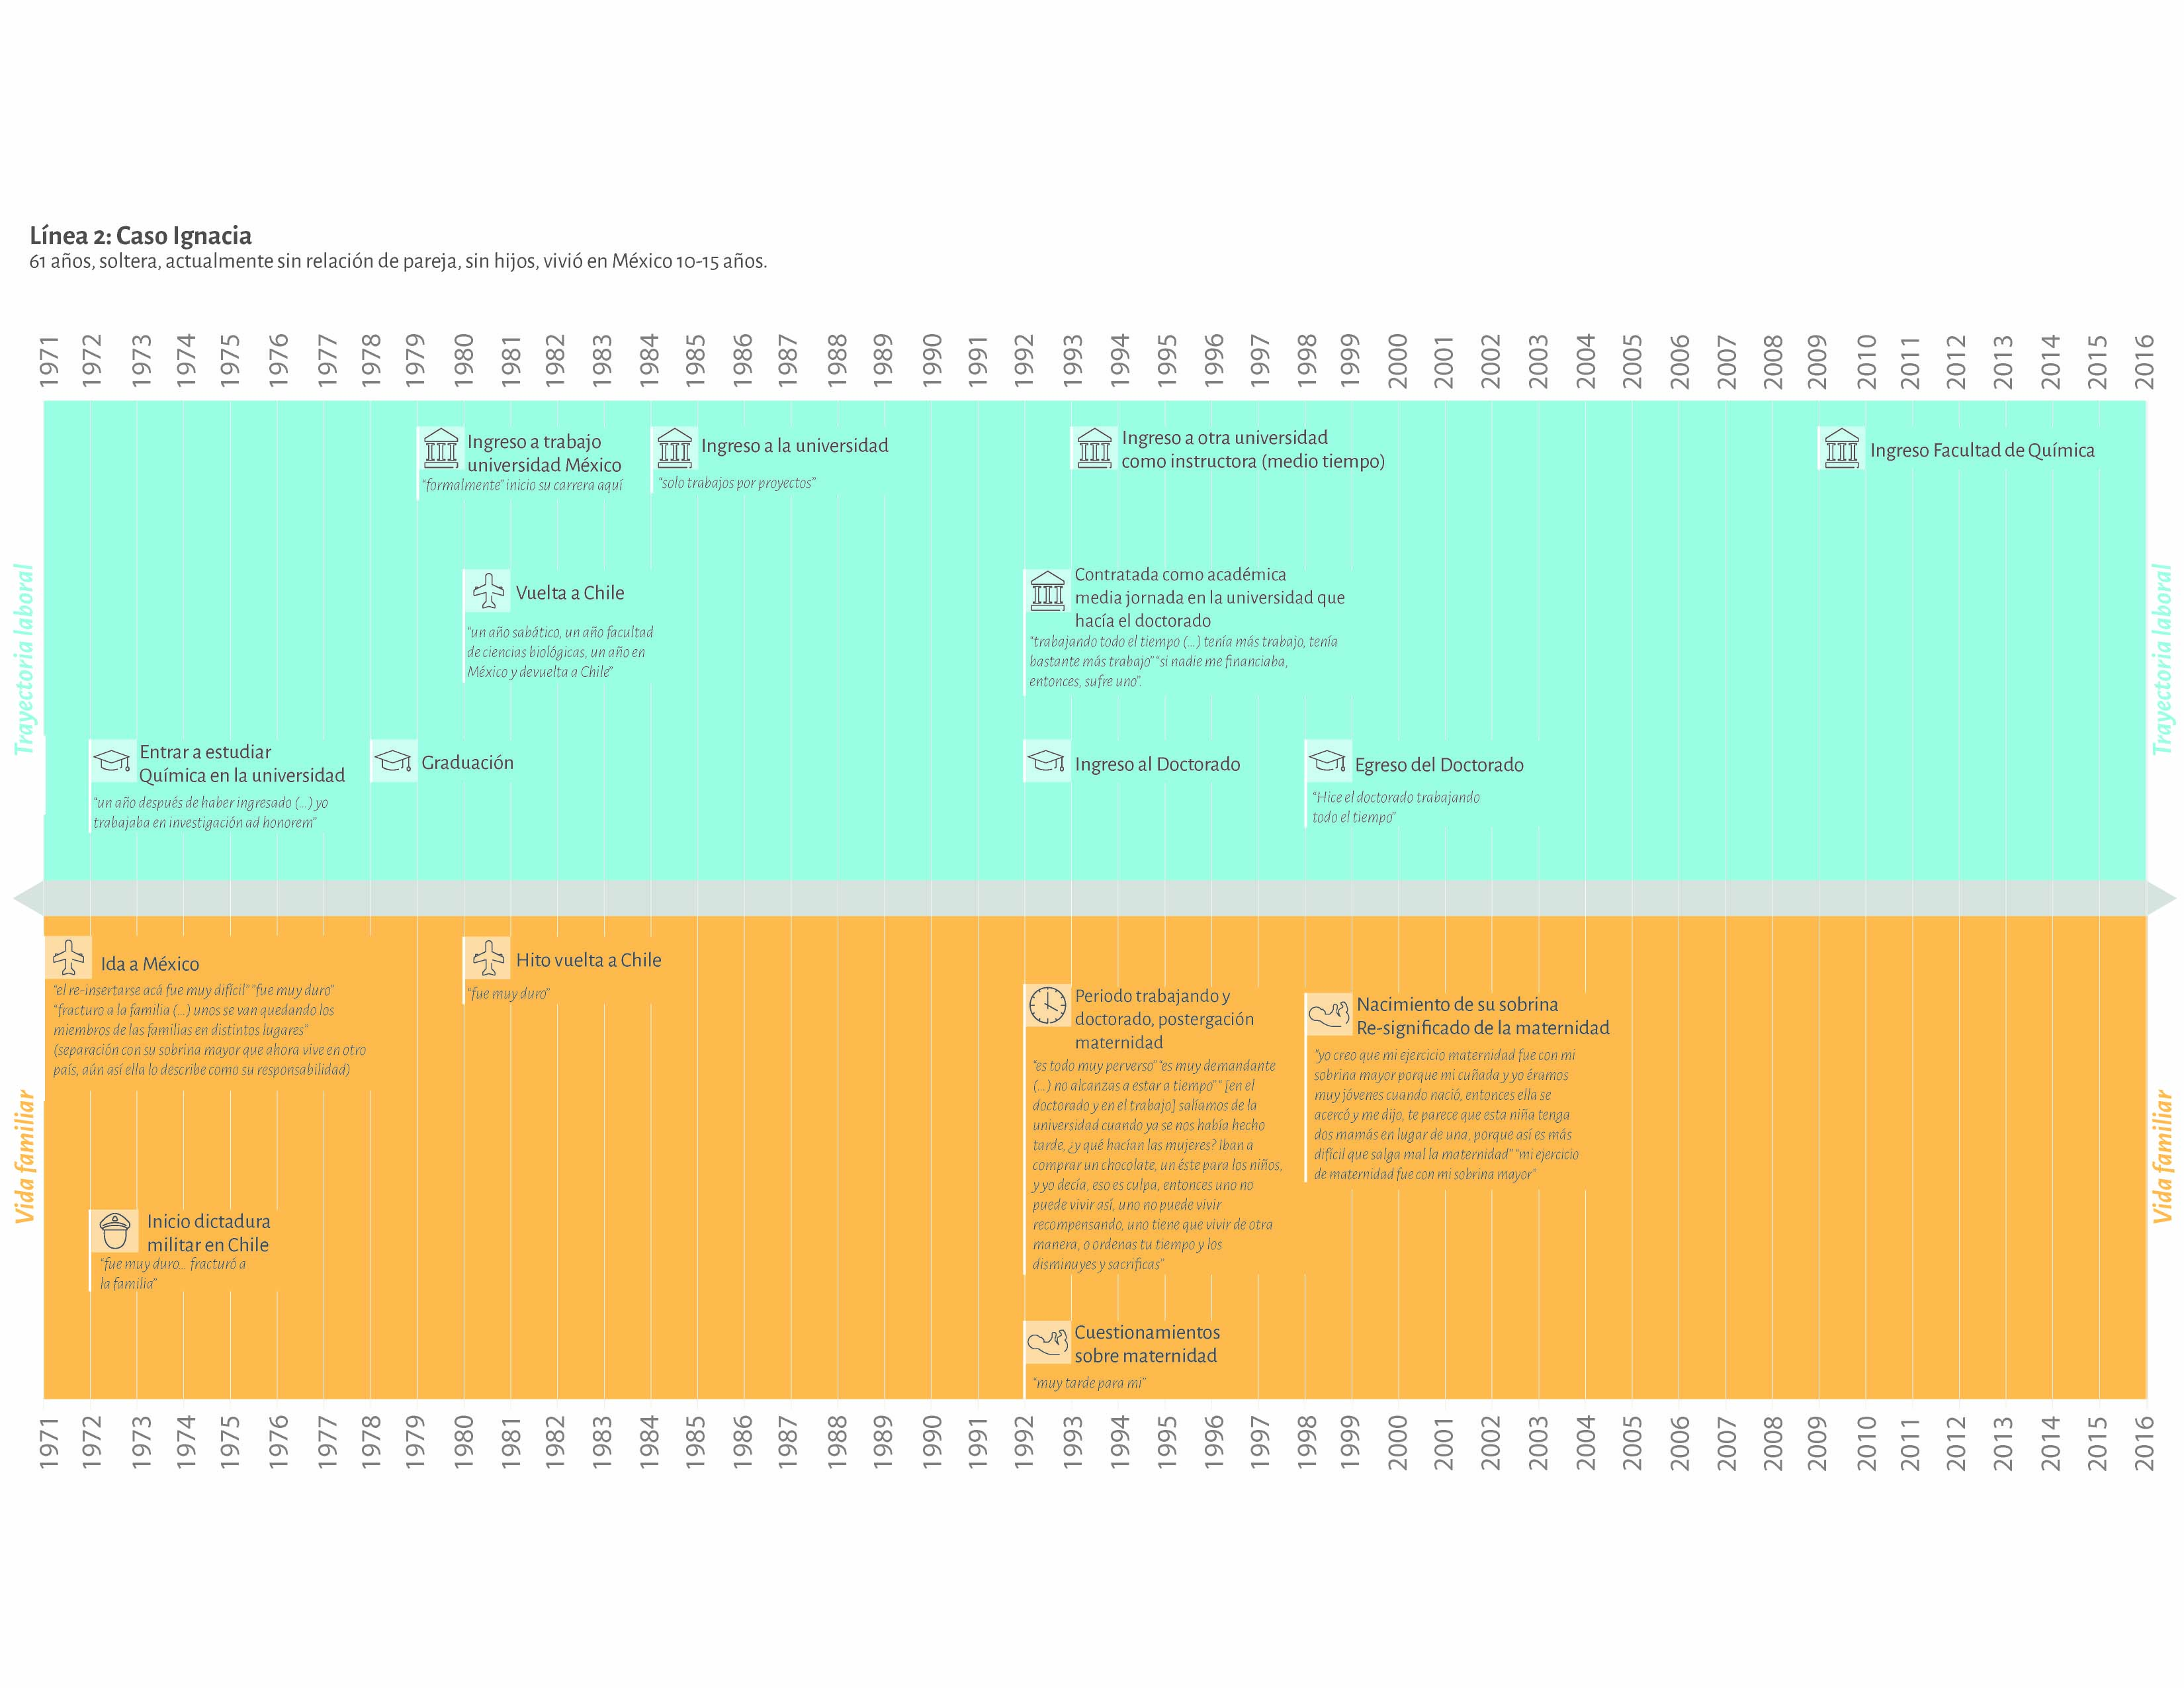 Línea 2: Caso Ignacia
61 años, soltera, actualmente sin relación de pareja, sin hijos, vivió en México 10-15 años.
1971 1972 1973 1974 1975 1976 1977 1978 1979 1980 1981 1982 1983 1984 1985 1986 1987 1988 1989 1990 1991 1992 1993 1994 1995 1996 1997 1998 1999 2000 2001 2002 2003 2004 2005 2006 2007 2008 2009 2010 2011 2012 2013 2014 2015 2016
Trayectoria laboral
Ingreso a trabajo
universidad México
"formalmente" inicio su carrera aquí
Ingreso a la universidad
"solo trabajos por proyectos"
Ingreso a otra universidad
como instructora (medio tiempo)
Ingreso Facultad de Química
Vuelta a Chile
"un año sabático, un año facultad
de ciencias biológicas, un año en
México y devuelta a Chile"
Contratada como académica
media jornada en la universidad que
hacía el doctorado
"trabajando todo el tiempo (...) tenía más trabajo, tenía
bastante más trabajo" "si nadie me financiaba,
entonces, sufre uno".
Entrar a estudiar
Química en la universidad
"un año después de haber ingresado (...) yo
trabajaba en investigación ad honorem"
Graduación
Ingreso al Doctorado
Egreso del Doctorado
"Hice el doctorado trabajando
todo el tiempo"
Trayectoria laboral
Vida familiar
Ida a México
"el re-insertarse acá fue muy difícil" "fue muy duro"
"fracturo a la familia (...) unos se van quedando los
miembros de las familias en distintos lugares"
(separación con su sobrina mayor que ahora vive en otro
país, aún así ella lo describe como su responsabilidad)
Hito vuelta a Chile
"fue muy duro"
Periodo trabajando y
doctorado, postergación
maternidad
"es todo muy perverso" "es muy demandante
(...) no alcanzas a estar a tiempo" " [en el
doctorado y en el trabajo] salíamos de la
universidad cuando ya se nos había hecho
tarde, ¿y qué hacían las mujeres? Iban a
comprar un chocolate, un éste para los niños,
y yo decía, eso es culpa, entonces uno no
puede vivir así, uno no puede vivir
recompensando, uno tiene que vivir de otra
manera, o ordenas tu tiempo y los
disminuyes y sacrificas"
Nacimiento de su sobrina
Re-significado de la maternidad
"yo creo que mi ejercicio maternidad fue con mi
sobrina mayor porque mi cuñada y yo éramos
muy jóvenes cuando nació, entonces ella se
acercó y me dijo, te parece que esta niña tenga
dos mamás en lugar de una, porque así es más
difícil que salga mal la maternidad" "mi ejercicio
de maternidad fue con mi sobrina mayor"
Inicio dictadura
militar en Chile
"fue muy duro... fracturó a
la familia"
Cuestionamientos
sobre maternidad
"muy tarde para mi"
Vida familiar
1971 1972 1973 1974 1975 1976 1977 1978 1979 1980 1981 1982 1983 1984 1985 1986 1987 1988 1989 1990 1991 1992 1993 1994 1995 1996 1997 1998 1999 2000 2001 2002 2003 2004 2005 2006 2007 2008 2009 2010 2011 2012 2013 2014 2015 2016